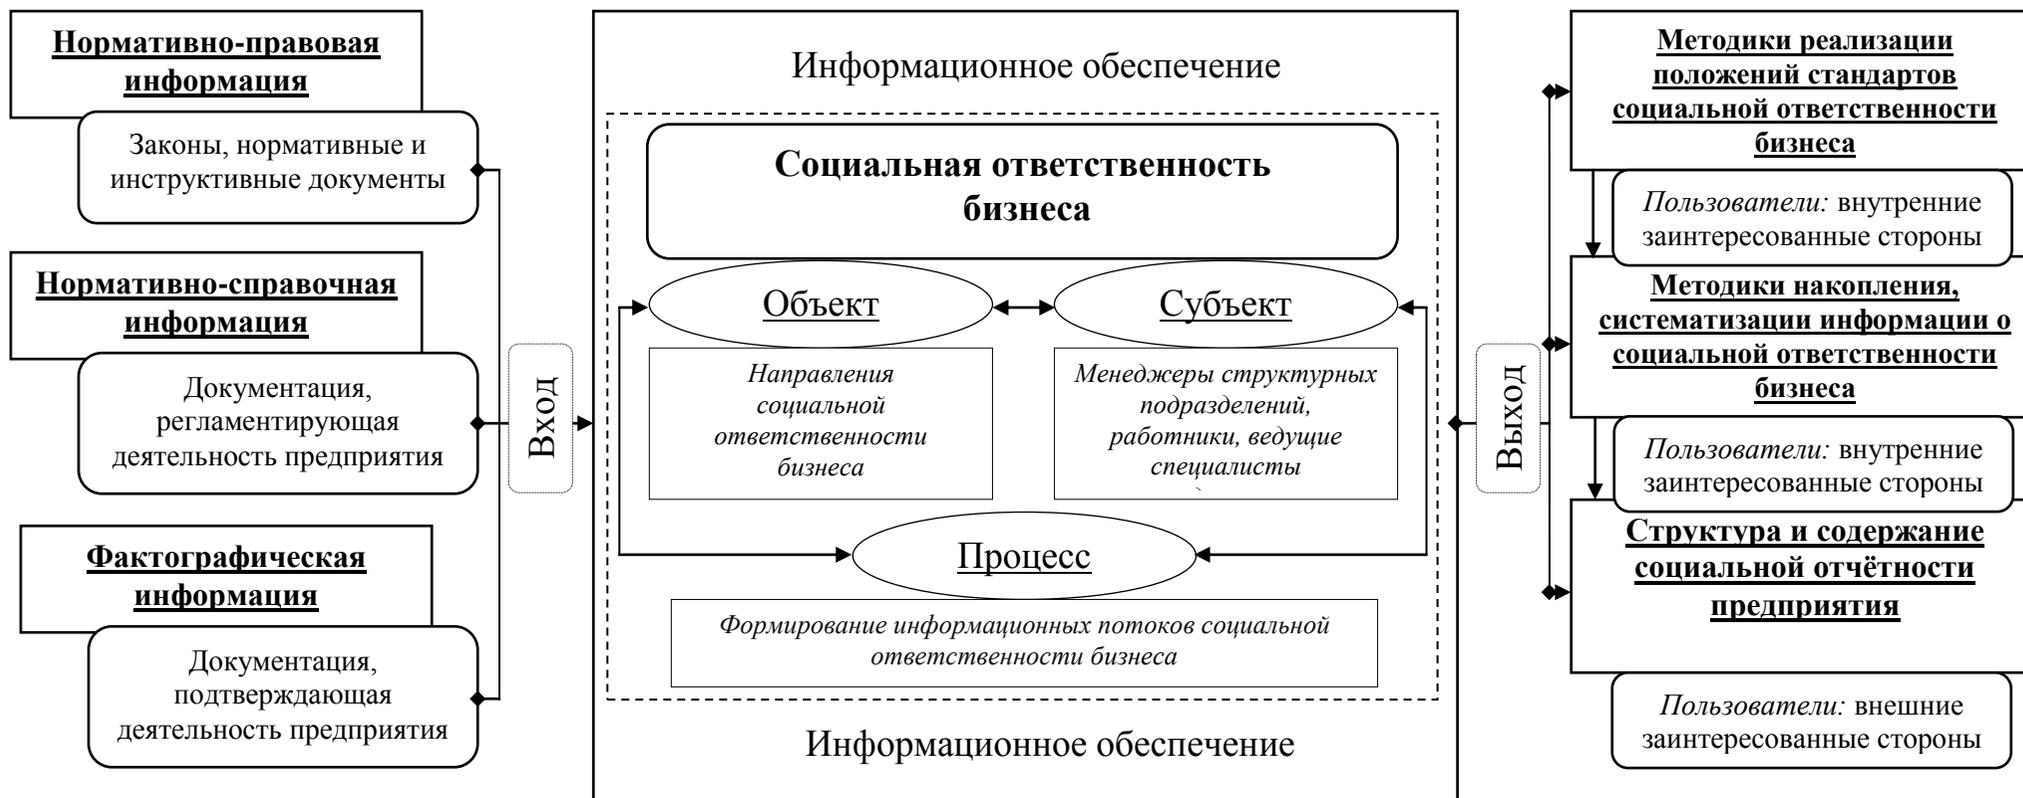 Нормативно-правовая
информация
Законы, нормативные и
инструктивные документы
Нормативно-справочная
информация
Документация,
регламентирующая
деятельность предприятия
Фактографическая
информация
Документация,
подтверждающая
деятельность предприятия
Вход
Информационное обеспечение
Социальная ответственность
бизнеса
Объект
Субъект
Направления
социальной
ответственности
бизнеса
Менеджеры структурных
подразделений,
работники, ведущие
специалисты
Процесс
Формирование информационных потоков социальной
ответственности бизнеса
Информационное обеспечение
Выход
Методики реализации
положений стандартов
социальной ответственности
бизнеса
Пользователи: внутренние
заинтересованные стороны
Методики накопления,
систематизации информации о
социальной ответственности
бизнеса
Пользователи: внутренние
заинтересованные стороны
Структура и содержание
социальной отчётности
предприятия
Пользователи: внешние
заинтересованные стороны